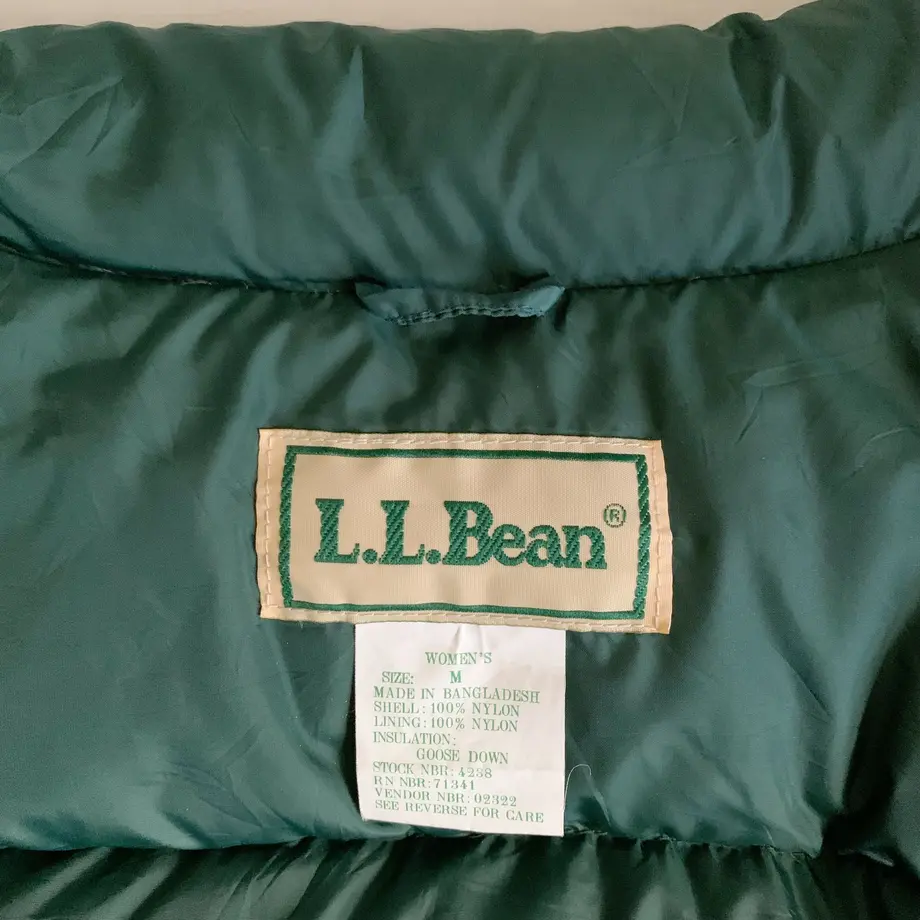 L.L.Bean®
WOMEN'S
SIZE: M
MADE IN BANGLADESH
SHELL: 100% NYLON
LINING: 100% NYLON
INSULATION:
GOOSE DOWN
STOCK NBR: 4238
RN NBR: 71341
VENDOR NBR: 02322
SEE REVERSE FOR CARE